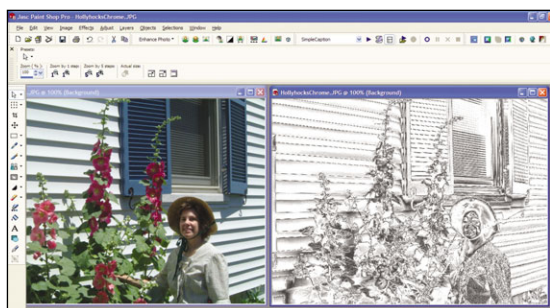 Jasc Paint Shop Pro - HollyhocksChrome.JPG
File Edit View Image Effects Adjust Layers Objects Selections Window Help
Enhance Photo
SimpleCaption
Presets:
Zoom (%): Zoom by 1 step: Zoom by 5 steps: Actual size:
100
.JPG @ 100% (Background)
HollyhocksChrome.JPG @ 100% (Background)